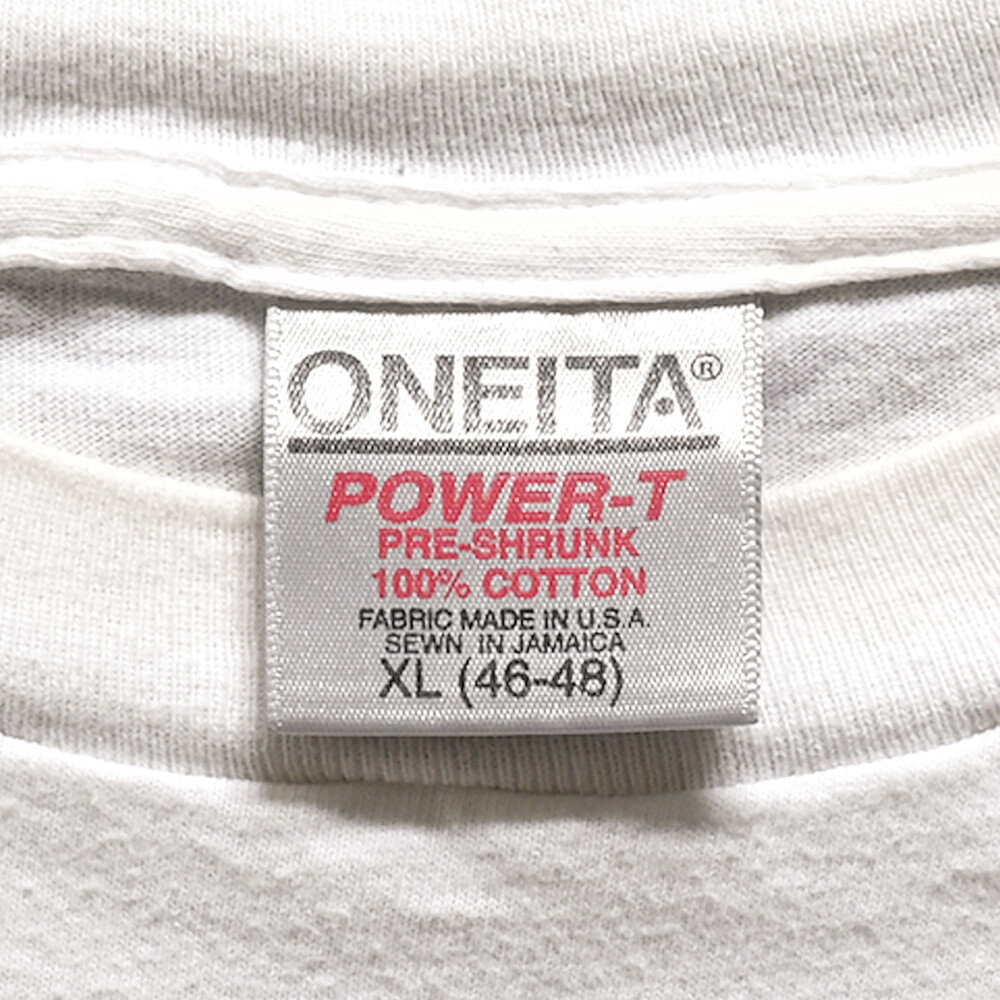 ONEITA®
POWER-T
PRE-SHRUNK
100% COTTON
FABRIC MADE IN U.S.A.
SEWN IN JAMAICA
XL (46-48)